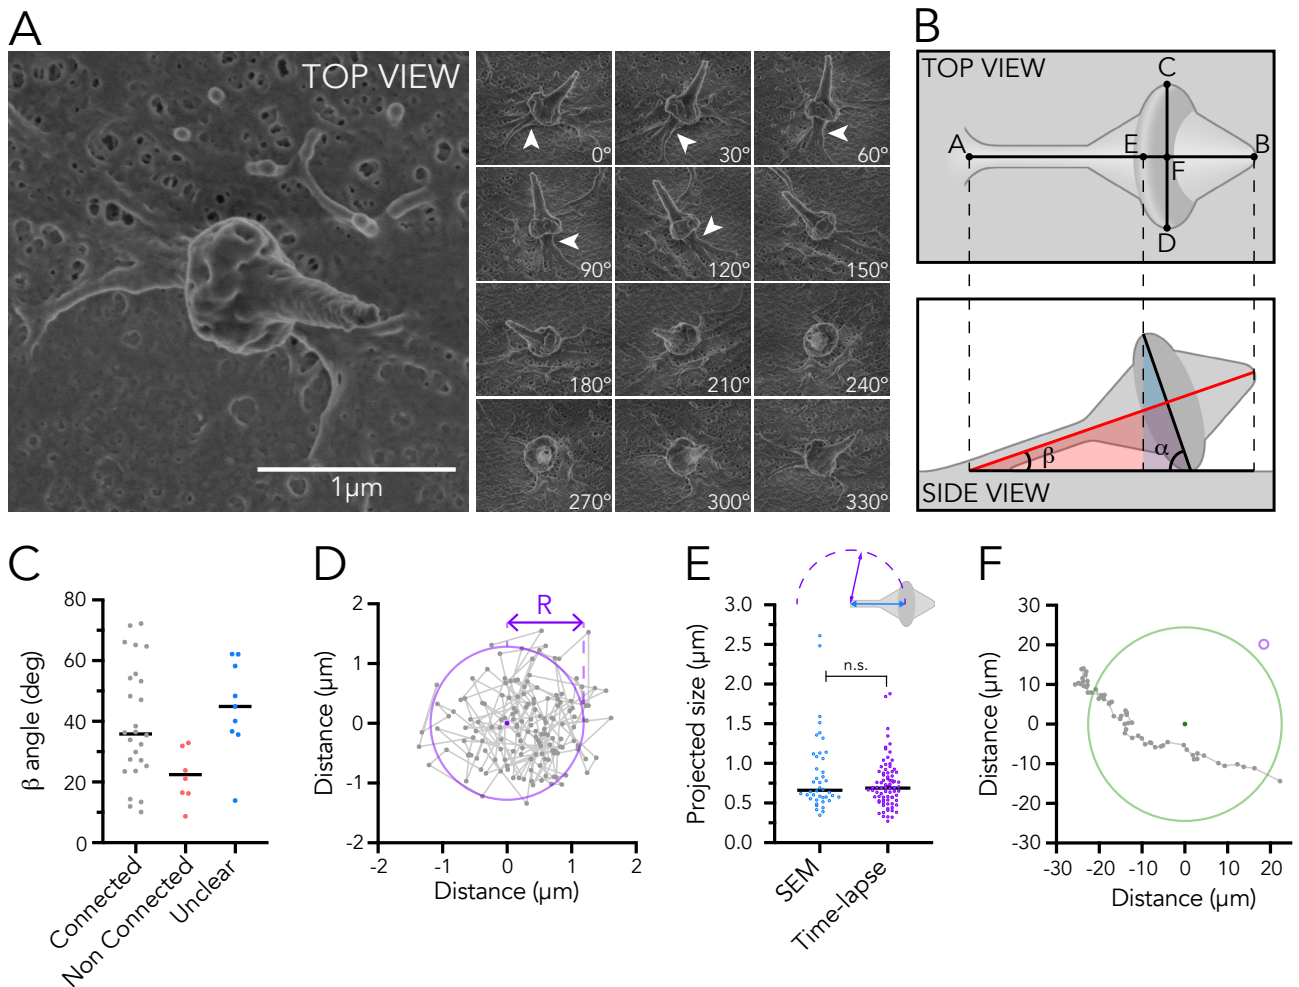 A
TOP VIEW
1µm
0°
30°
60°
90°
120°
150°
180°
210°
240°
270°
300°
330°
B
TOP VIEW
C
A
E
B
F
D
β
α
SIDE VIEW
C
β angle (deg)
80
60
40
20
0
Connected
Non Connected
Unclear
D
R
Distance (µm)
2
1
0
-1
-2
-2
-1
0
1
2
Distance (µm)
E
Projected size (µm)
3.0
2.5
2.0
1.5
1.0
0.5
0.0
n.s.
SEM
Time-lapse
F
Distance (µm)
30
20
10
0
-10
-20
-30
-30
-20
-10
0
10
20
Distance (µm)